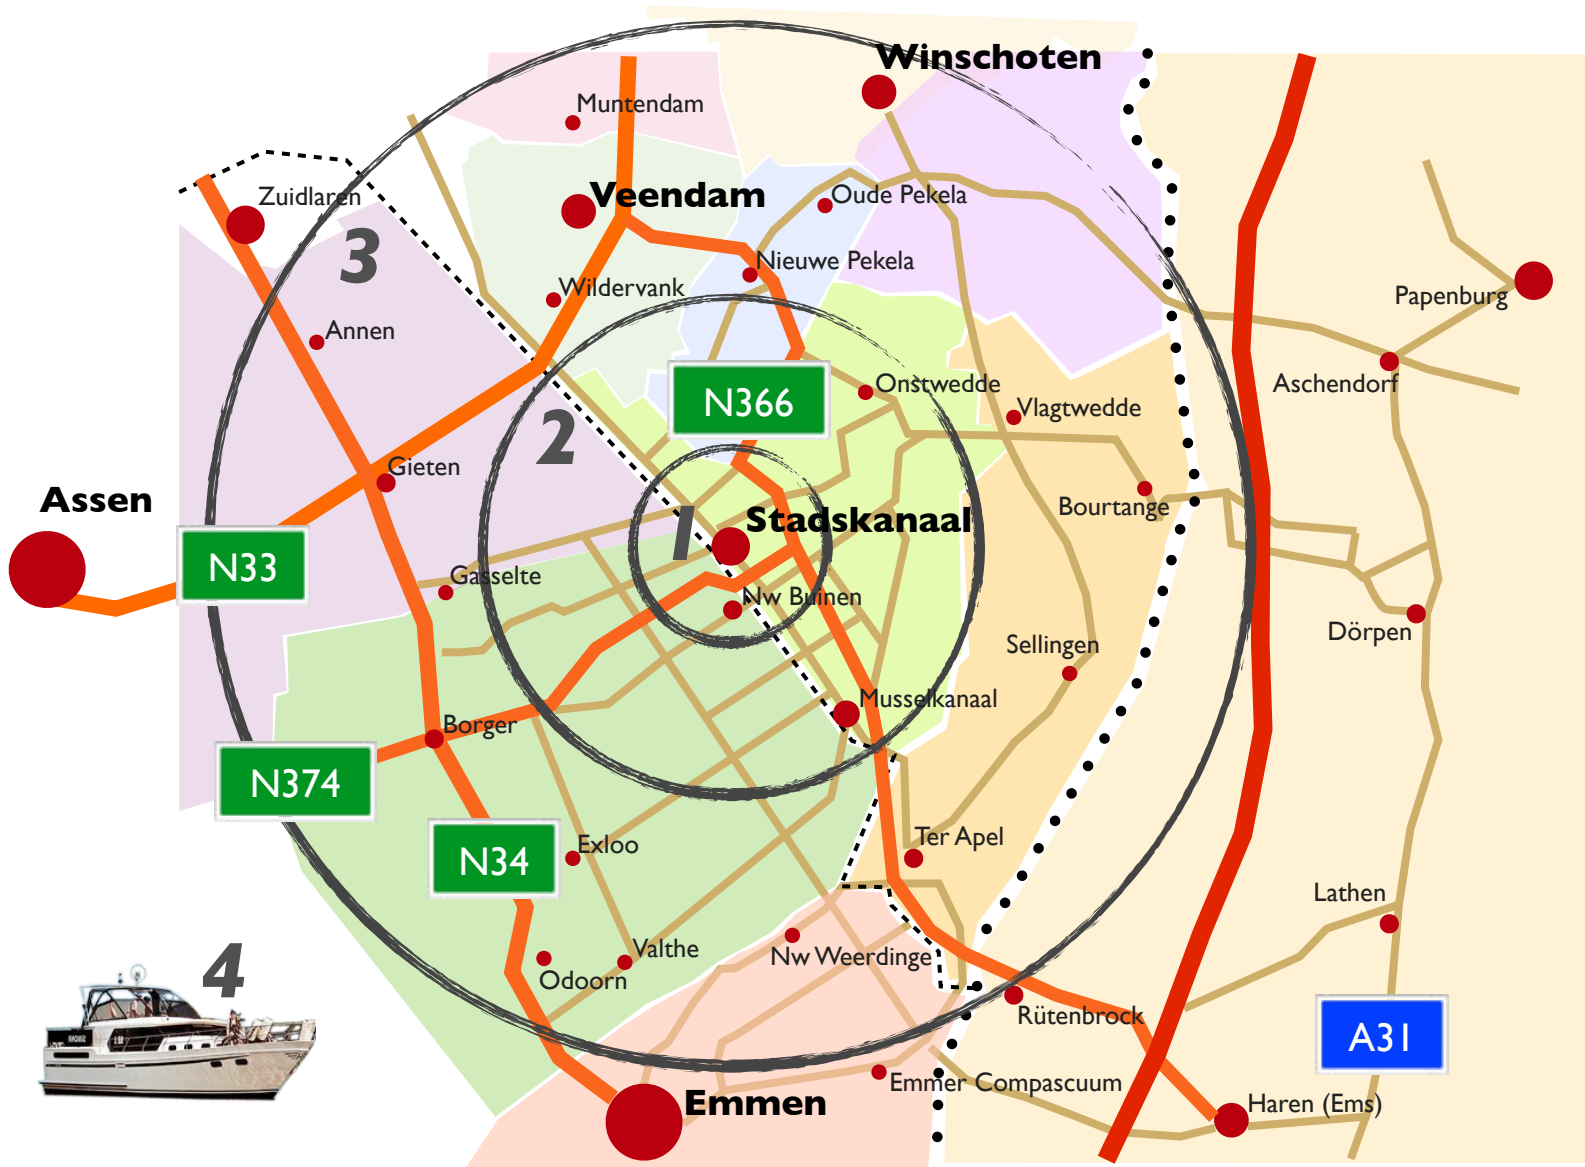 Winschoten
Muntendam
Zuidlaren
Veendam
Oude Pekela
3
Nieuwe Pekela
Wildervank
Papenburg
Annen
Onstwedde
Aschendorf
N366
Vlagtwedde
2
Gieten
Assen
Bourtange
1
Stadskanaal
N33
Gasselte
Nw Buinen
Dörpen
Sellingen
Musselkanaal
Borger
N374
Ter Apel
Exloo
N34
Lathen
Valthe
Nw Weerdinge
4
Odoorn
Rütenbrock
A31
Emmer Compascuum
Emmen
Haren (Ems)